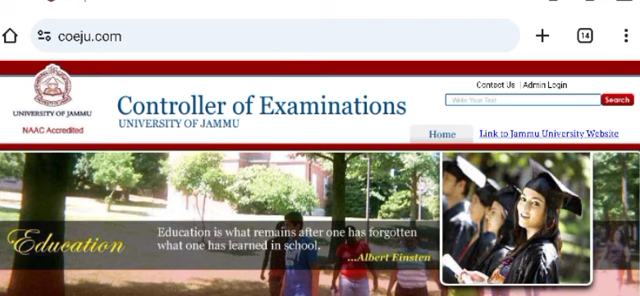 coeju.com
14
Contact Us | Admin Login
Write Your Text
Search
Controller of Examinations
UNIVERSITY OF JAMMU
UNIVERSITY OF JAMMU
NAAC Accredited
Home
Link to Jammu University Website
Education
Education is what remains after one has forgotten
what one has learned in school.
...Albert Einsten